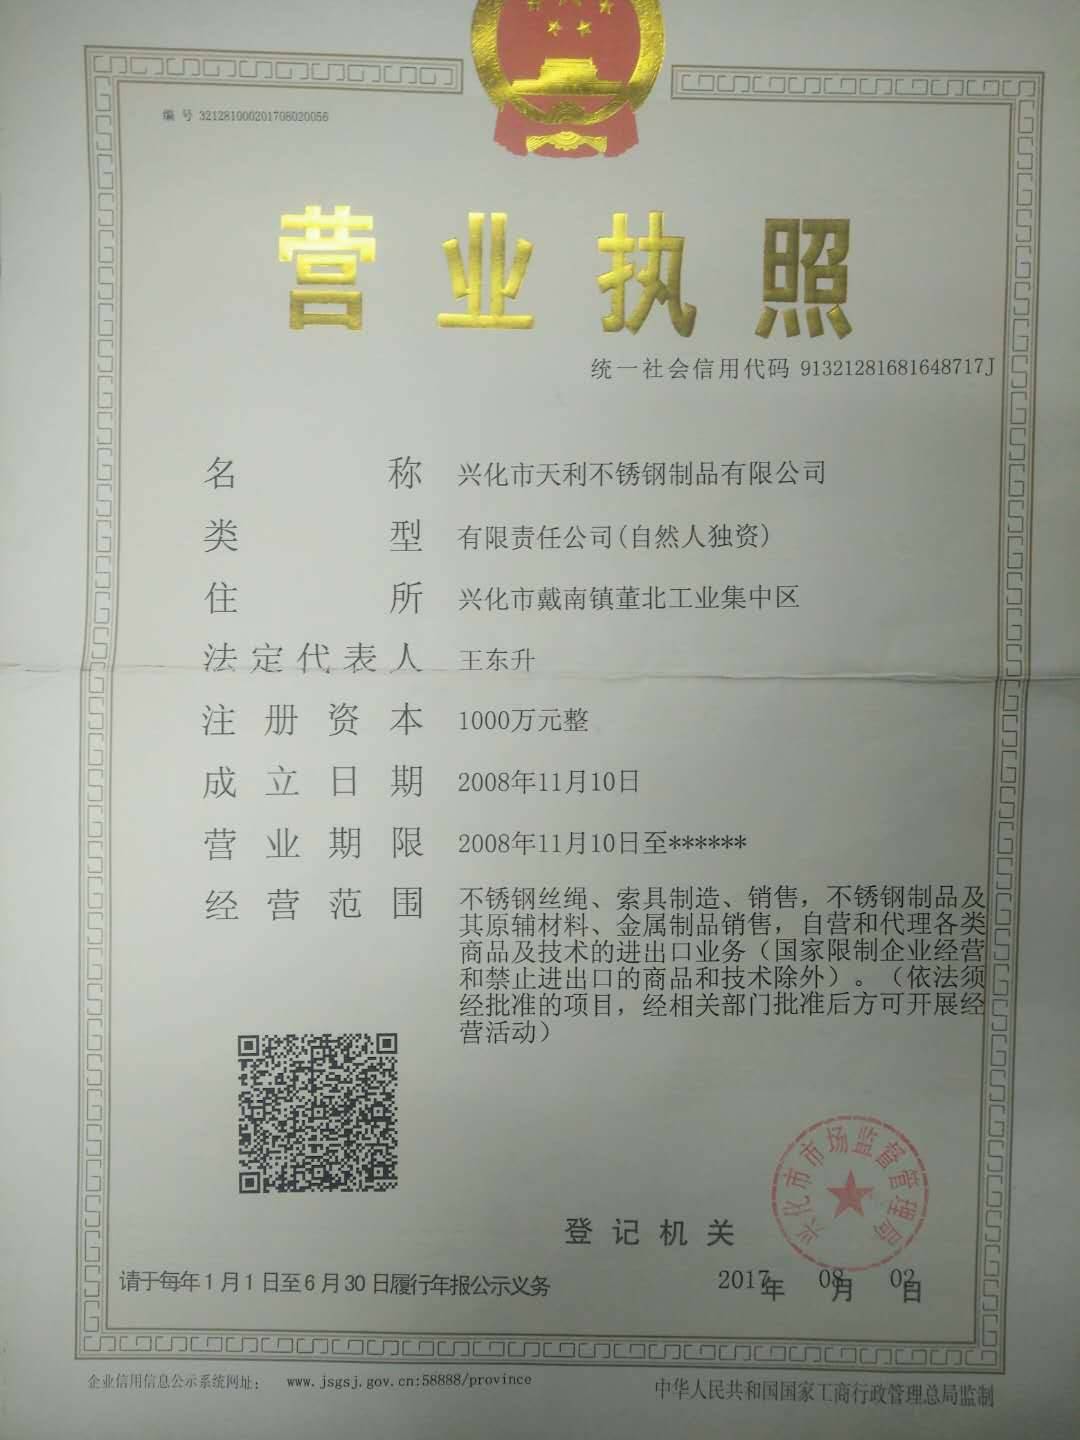 编 号 321281000201708020056
营业执照
统一社会信用代码 91321281681648717J
名称 兴化市天利不锈钢制品有限公司
类型 有限责任公司(自然人独资)
住所 兴化市戴南镇董北工业集中区
法定代表人 王东升
注册资本 1000万元整
成立日期 2008年11月10日
营业期限 2008年11月10日至******
经营范围 不锈钢丝绳、索具制造、销售，不锈钢制品及
其原辅材料、金属制品销售，自营和代理各类
商品及技术的进出口业务（国家限制企业经营
和禁止进出口的商品和技术除外）。（依法须
经批准的项目，经相关部门批准后方可开展经
营活动）
兴化市市场监督管理局
登记机关
请于每年1月1日至6月30日履行年报公示义务
2017年 08月 02日
企业信用信息公示系统网址： www.jsgsj.gov.cn:58888/province
中华人民共和国国家工商行政管理总局监制